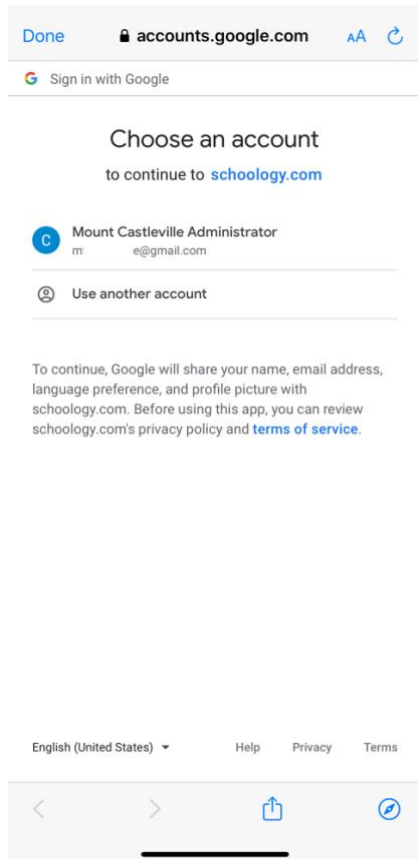 Done accounts.google.com AA
G Sign in with Google
Choose an account
to continue to schoology.com
C Mount Castleville Administrator
m e@gmail.com
Use another account
To continue, Google will share your name, email address,
language preference, and profile picture with
schoology.com. Before using this app, you can review
schoology.com's privacy policy and terms of service.
English (United States) Help Privacy Terms